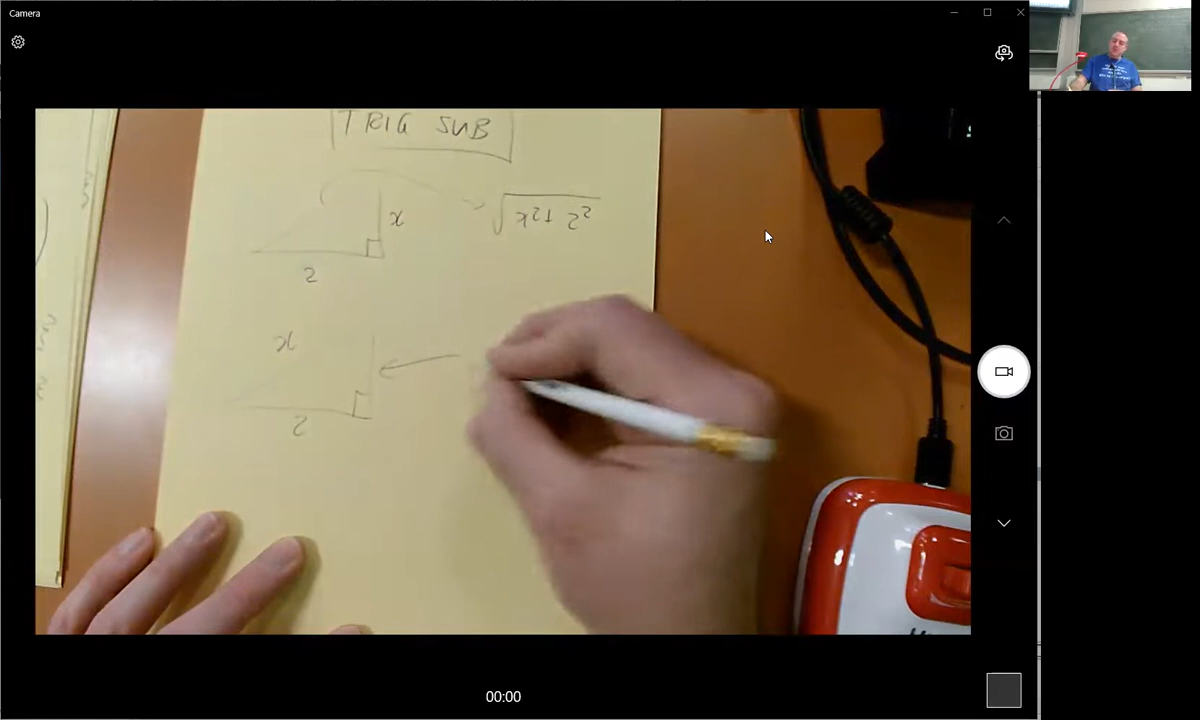 Camera
TRIG SUB
x
√x²+2²
2
x
2
00:00